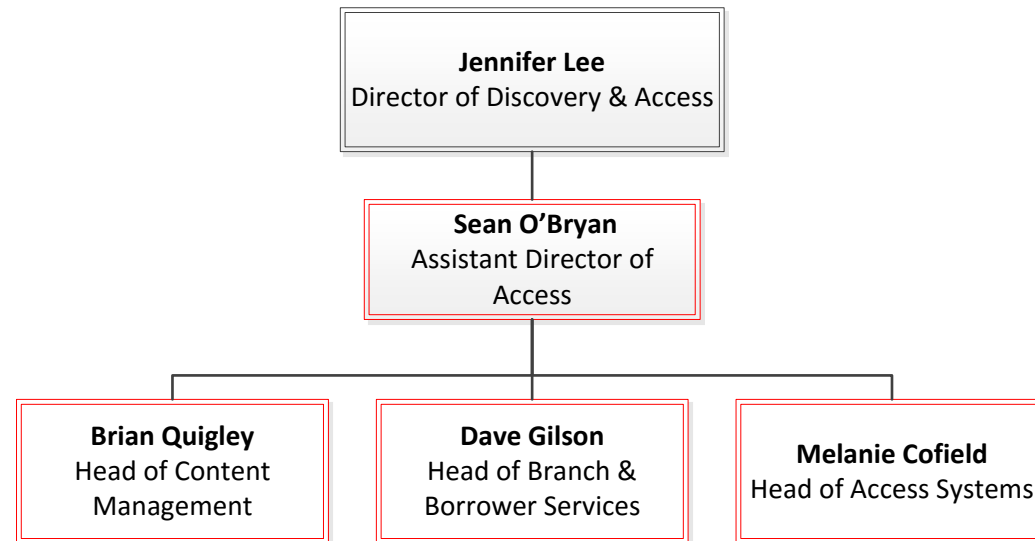 Jennifer Lee
Director of Discovery & Access
Sean O’Bryan
Assistant Director of
Access
Brian Quigley
Head of Content
Management
Dave Gilson
Head of Branch &
Borrower Services
Melanie Cofield
Head of Access Systems